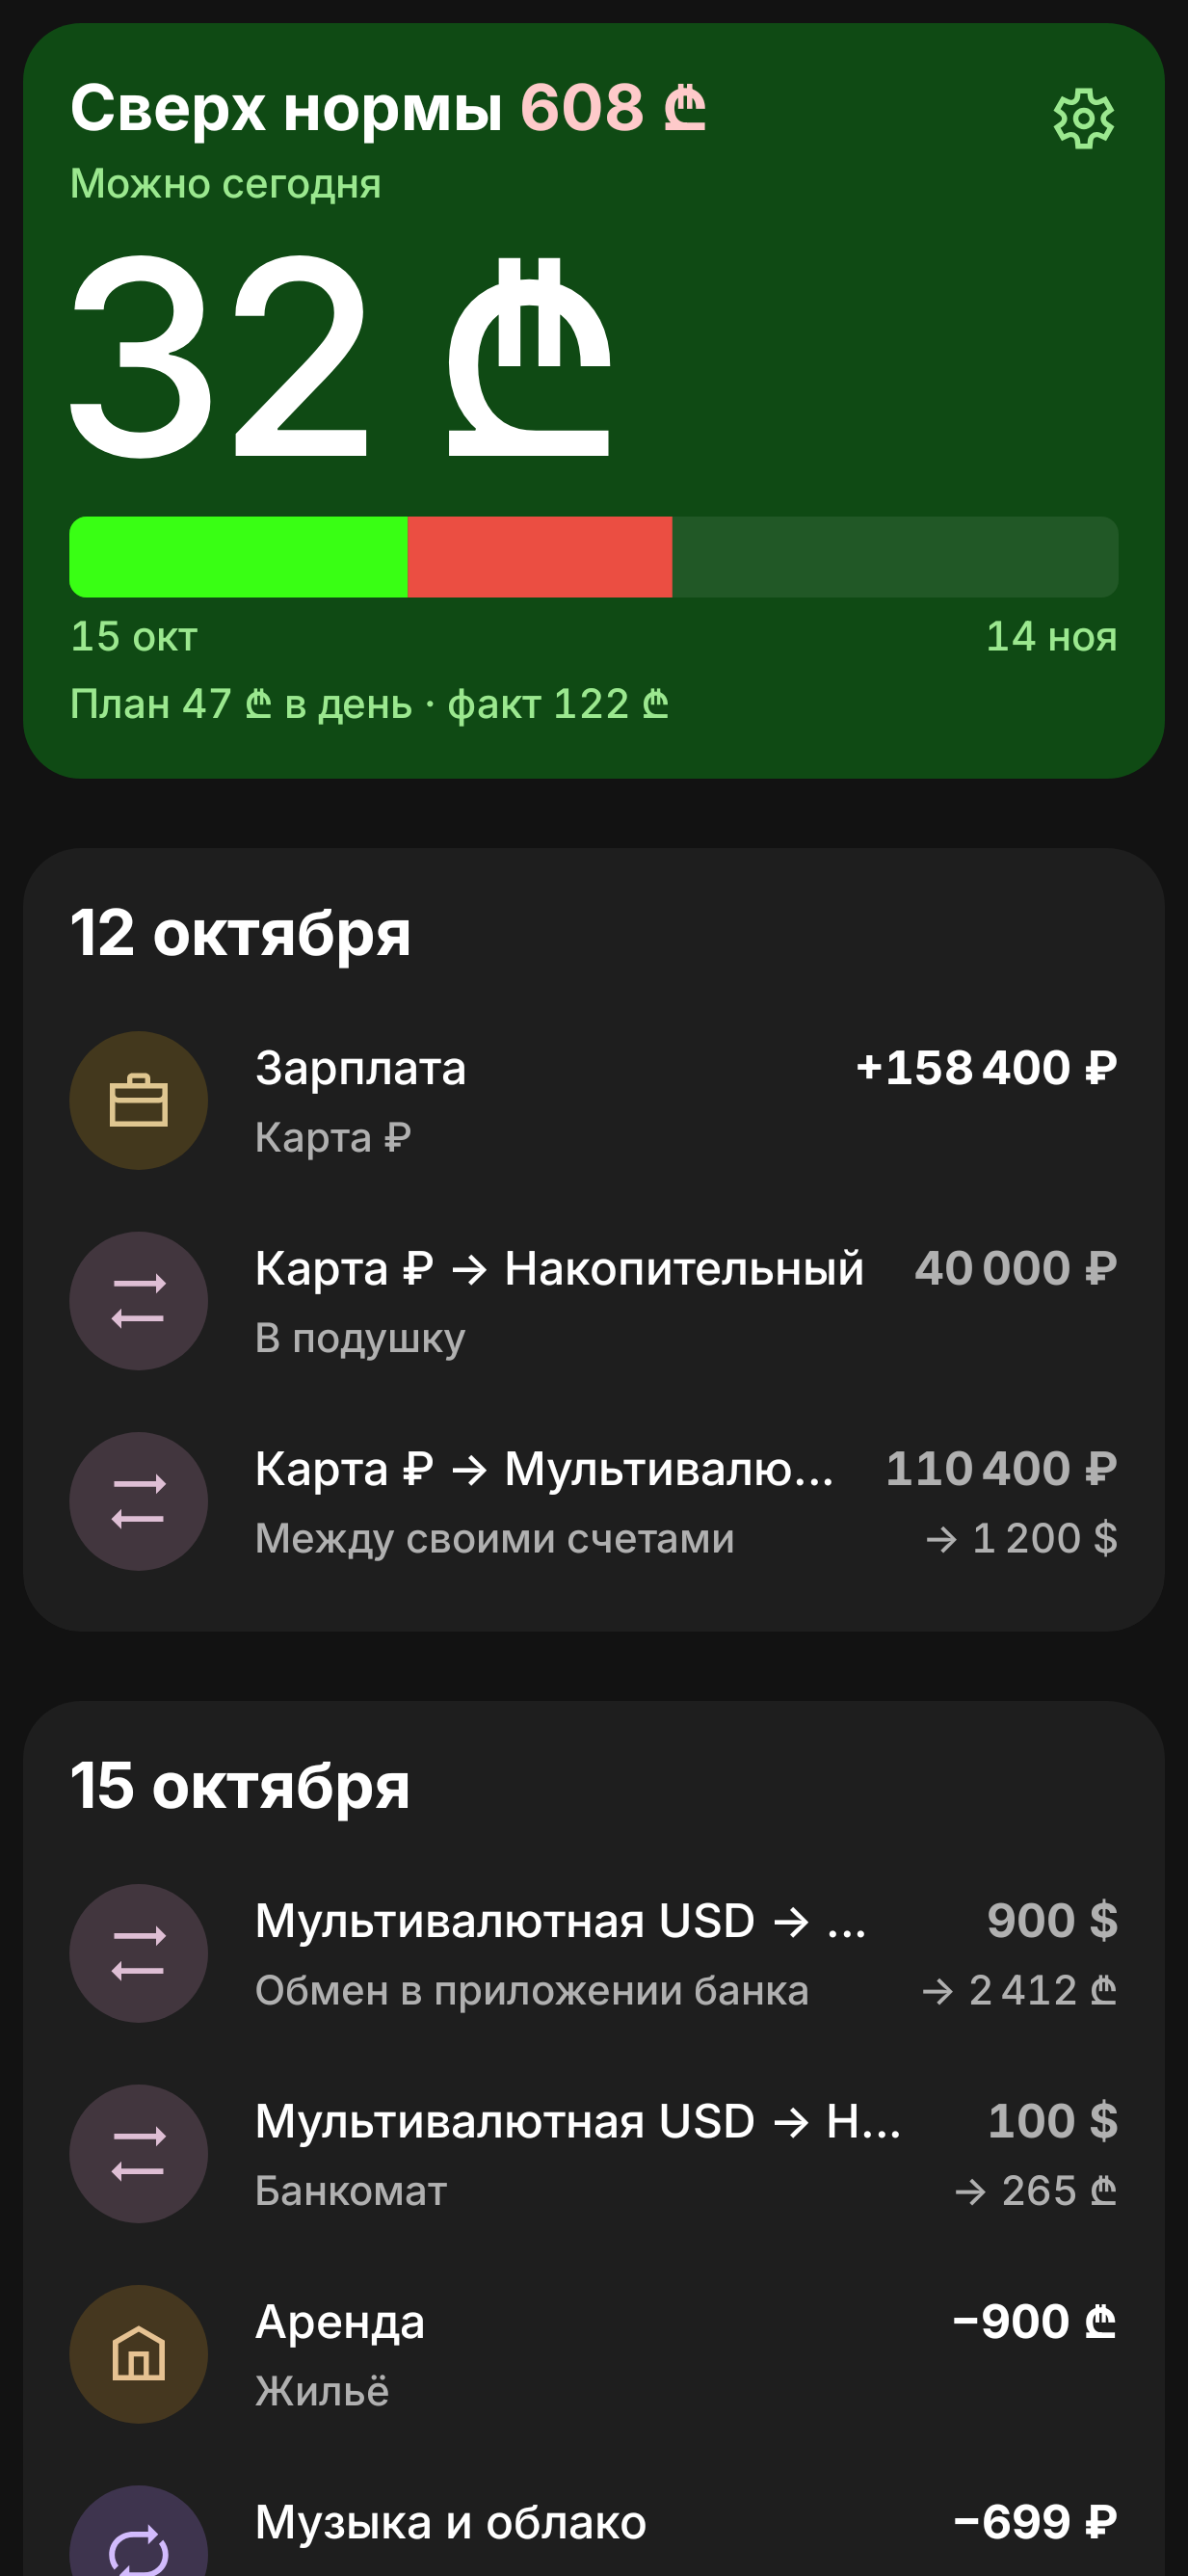 Сверх нормы 608 ₾
Можно сегодня
32 ₾
15 окт 14 ноя
План 47 ₾ в день · факт 122 ₾
12 октября
Зарплата +158 400 ₽
Карта ₽
Карта ₽ → Накопительный 40 000 ₽
В подушку
Карта ₽ → Мультивалю... 110 400 ₽
Между своими счетами → 1 200 $
15 октября
Мультивалютная USD → ... 900 $
Обмен в приложении банка → 2 412 ₾
Мультивалютная USD → Н... 100 $
Банкомат → 265 ₾
Аренда −900 ₾
Жильё
Музыка и облако −699 ₽